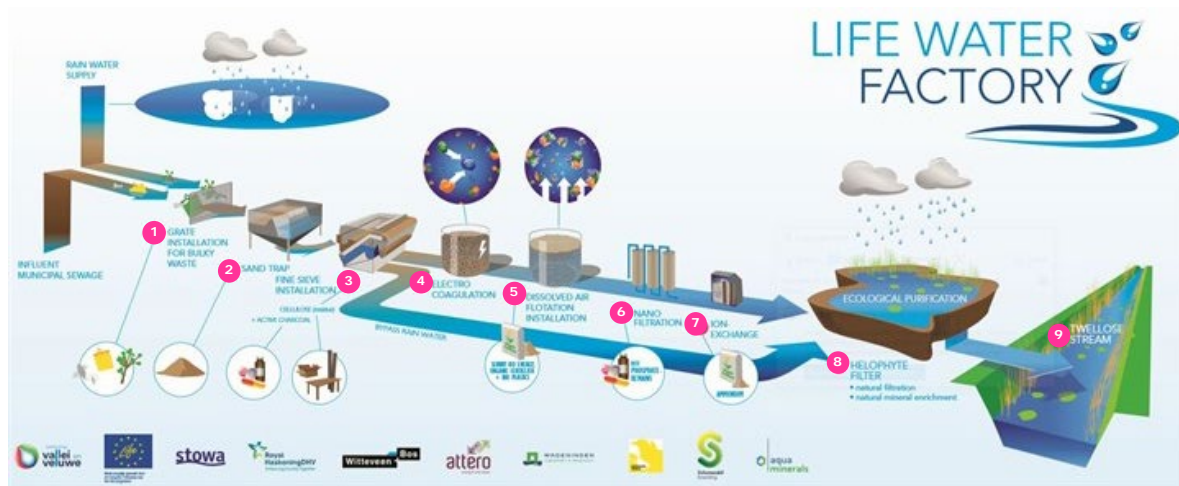 LIFE WATER
FACTORY
RAIN WATER
SUPPLY
INFLUENT
MUNICIPAL SEWAGE
1
GRATE
INSTALLATION
FOR BULKY
WASTE
2
SAND TRAP
FINE SIEVE
INSTALLATION
3
+ ACTIVE CHARCOAL
4
ELECTRO
COAGULATION
5
DISSOLVED AIR
FLOTATION
INSTALLATION
6
NANO
FILTRATION
7
ION-
EXCHANGE
BYPASS RAIN WATER
ECOLOGICAL PURIFICATION
8
HELOPHYTE
FILTER
• natural filtration
• natural mineral enrichment
9
TWELLOSE
STREAM
vallei en
veluwe
Life
stowa
Royal
HaskoningDHV
Witteveen
Bos
attero
WAGENINGEN
aqua
minerals